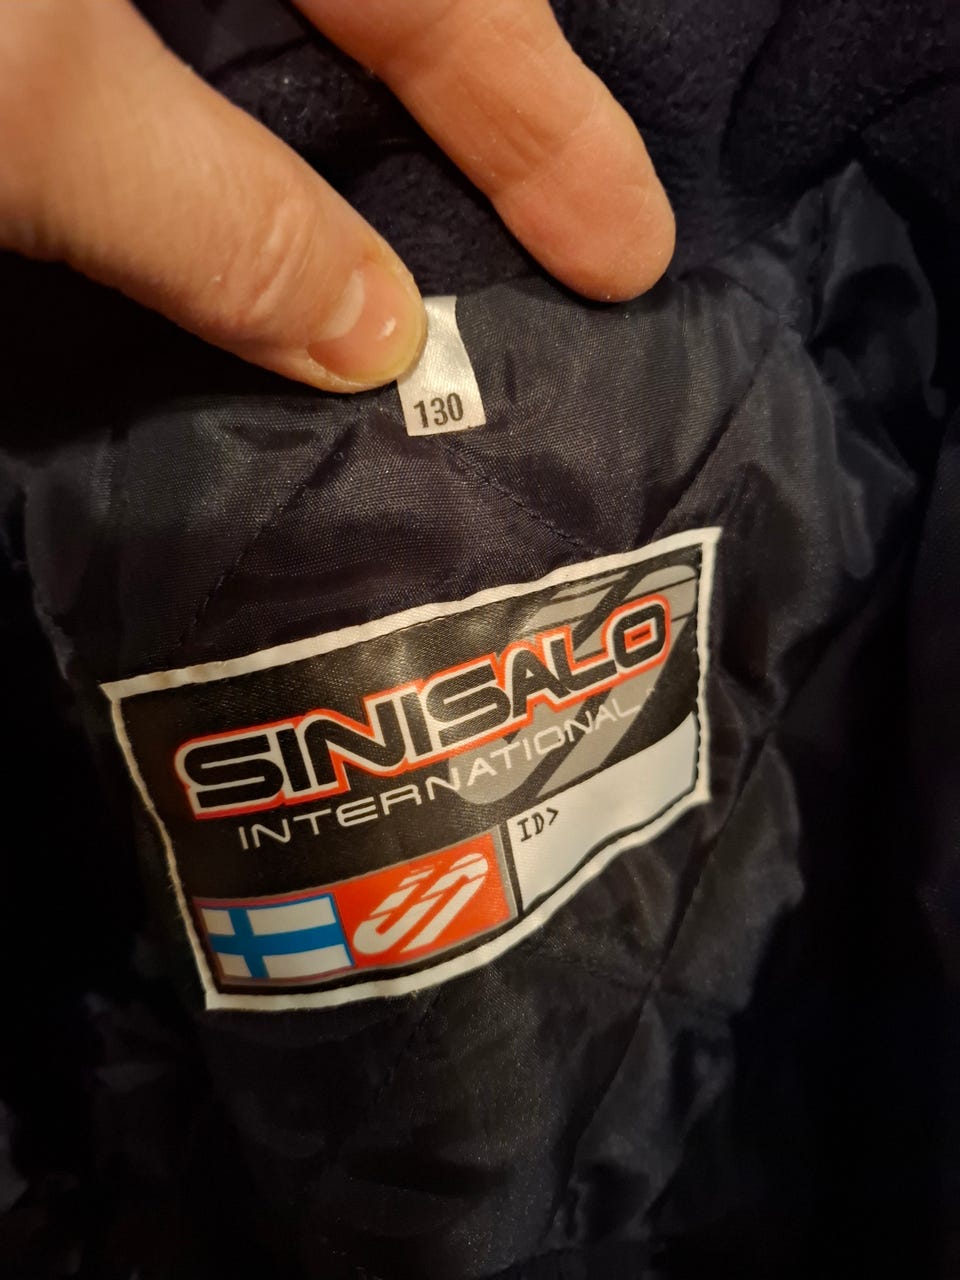 130
SINISALO
INTERNATIONAL
ID>